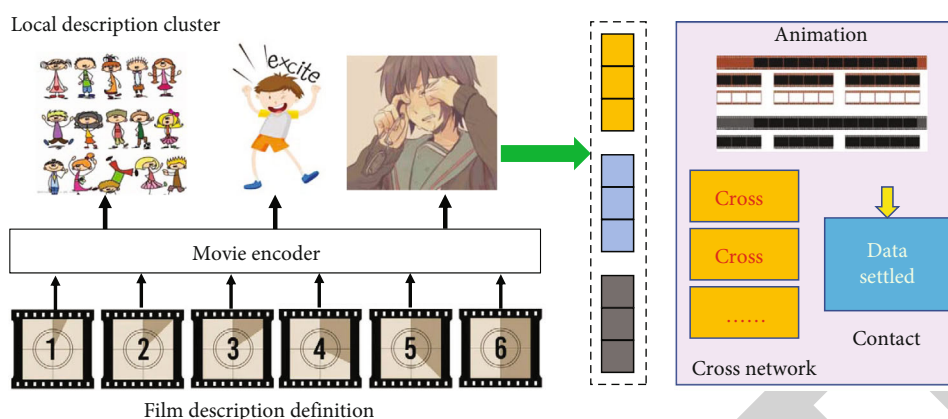 Local description cluster
excite
Movie encoder
1 2 3 4 5 6
Film description definition
Animation
Cross
Cross
......
Cross network
Data
settled
Contact